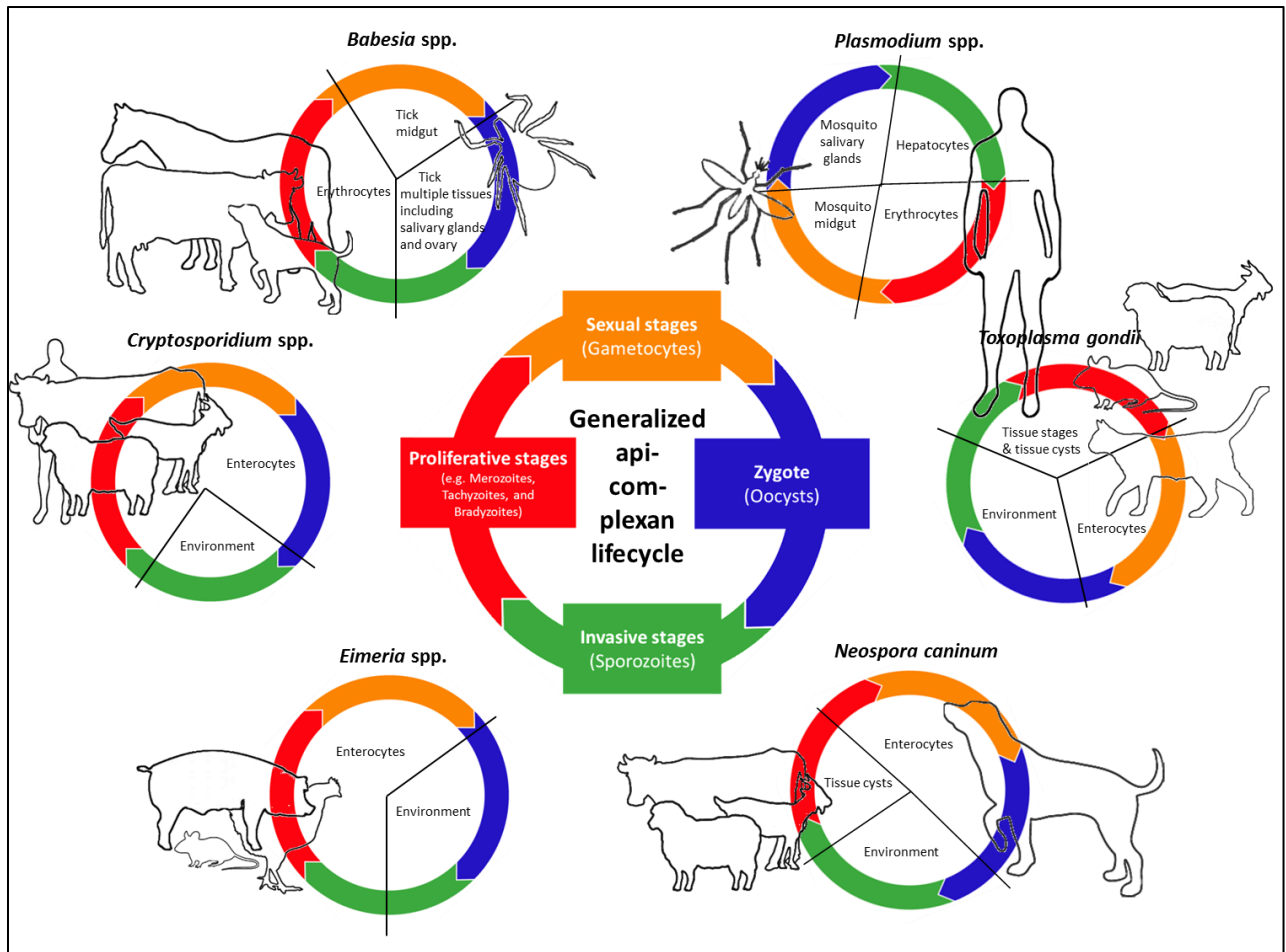 Babesia spp.
Tick
midgut
Erythrocytes
Tick
multiple tissues
including
salivary glands
and ovary
Plasmodium spp.
Mosquito
salivary
glands
Hepatocytes
Mosquito
midgut
Erythrocytes
Cryptosporidium spp.
Enterocytes
Environment
Sexual stages
(Gametocytes)
Generalized
api-
com-
plexan
lifecycle
Proliferative stages
(e.g. Merozoites,
Tachyzoites, and
Bradyzoites)
Zygote
(Oocysts)
Invasive stages
(Sporozoites)
Toxoplasma gondii
Tissue stages
& tissue cysts
Environment
Enterocytes
Eimeria spp.
Enterocytes
Environment
Neospora caninum
Enterocytes
Tissue cysts
Environment